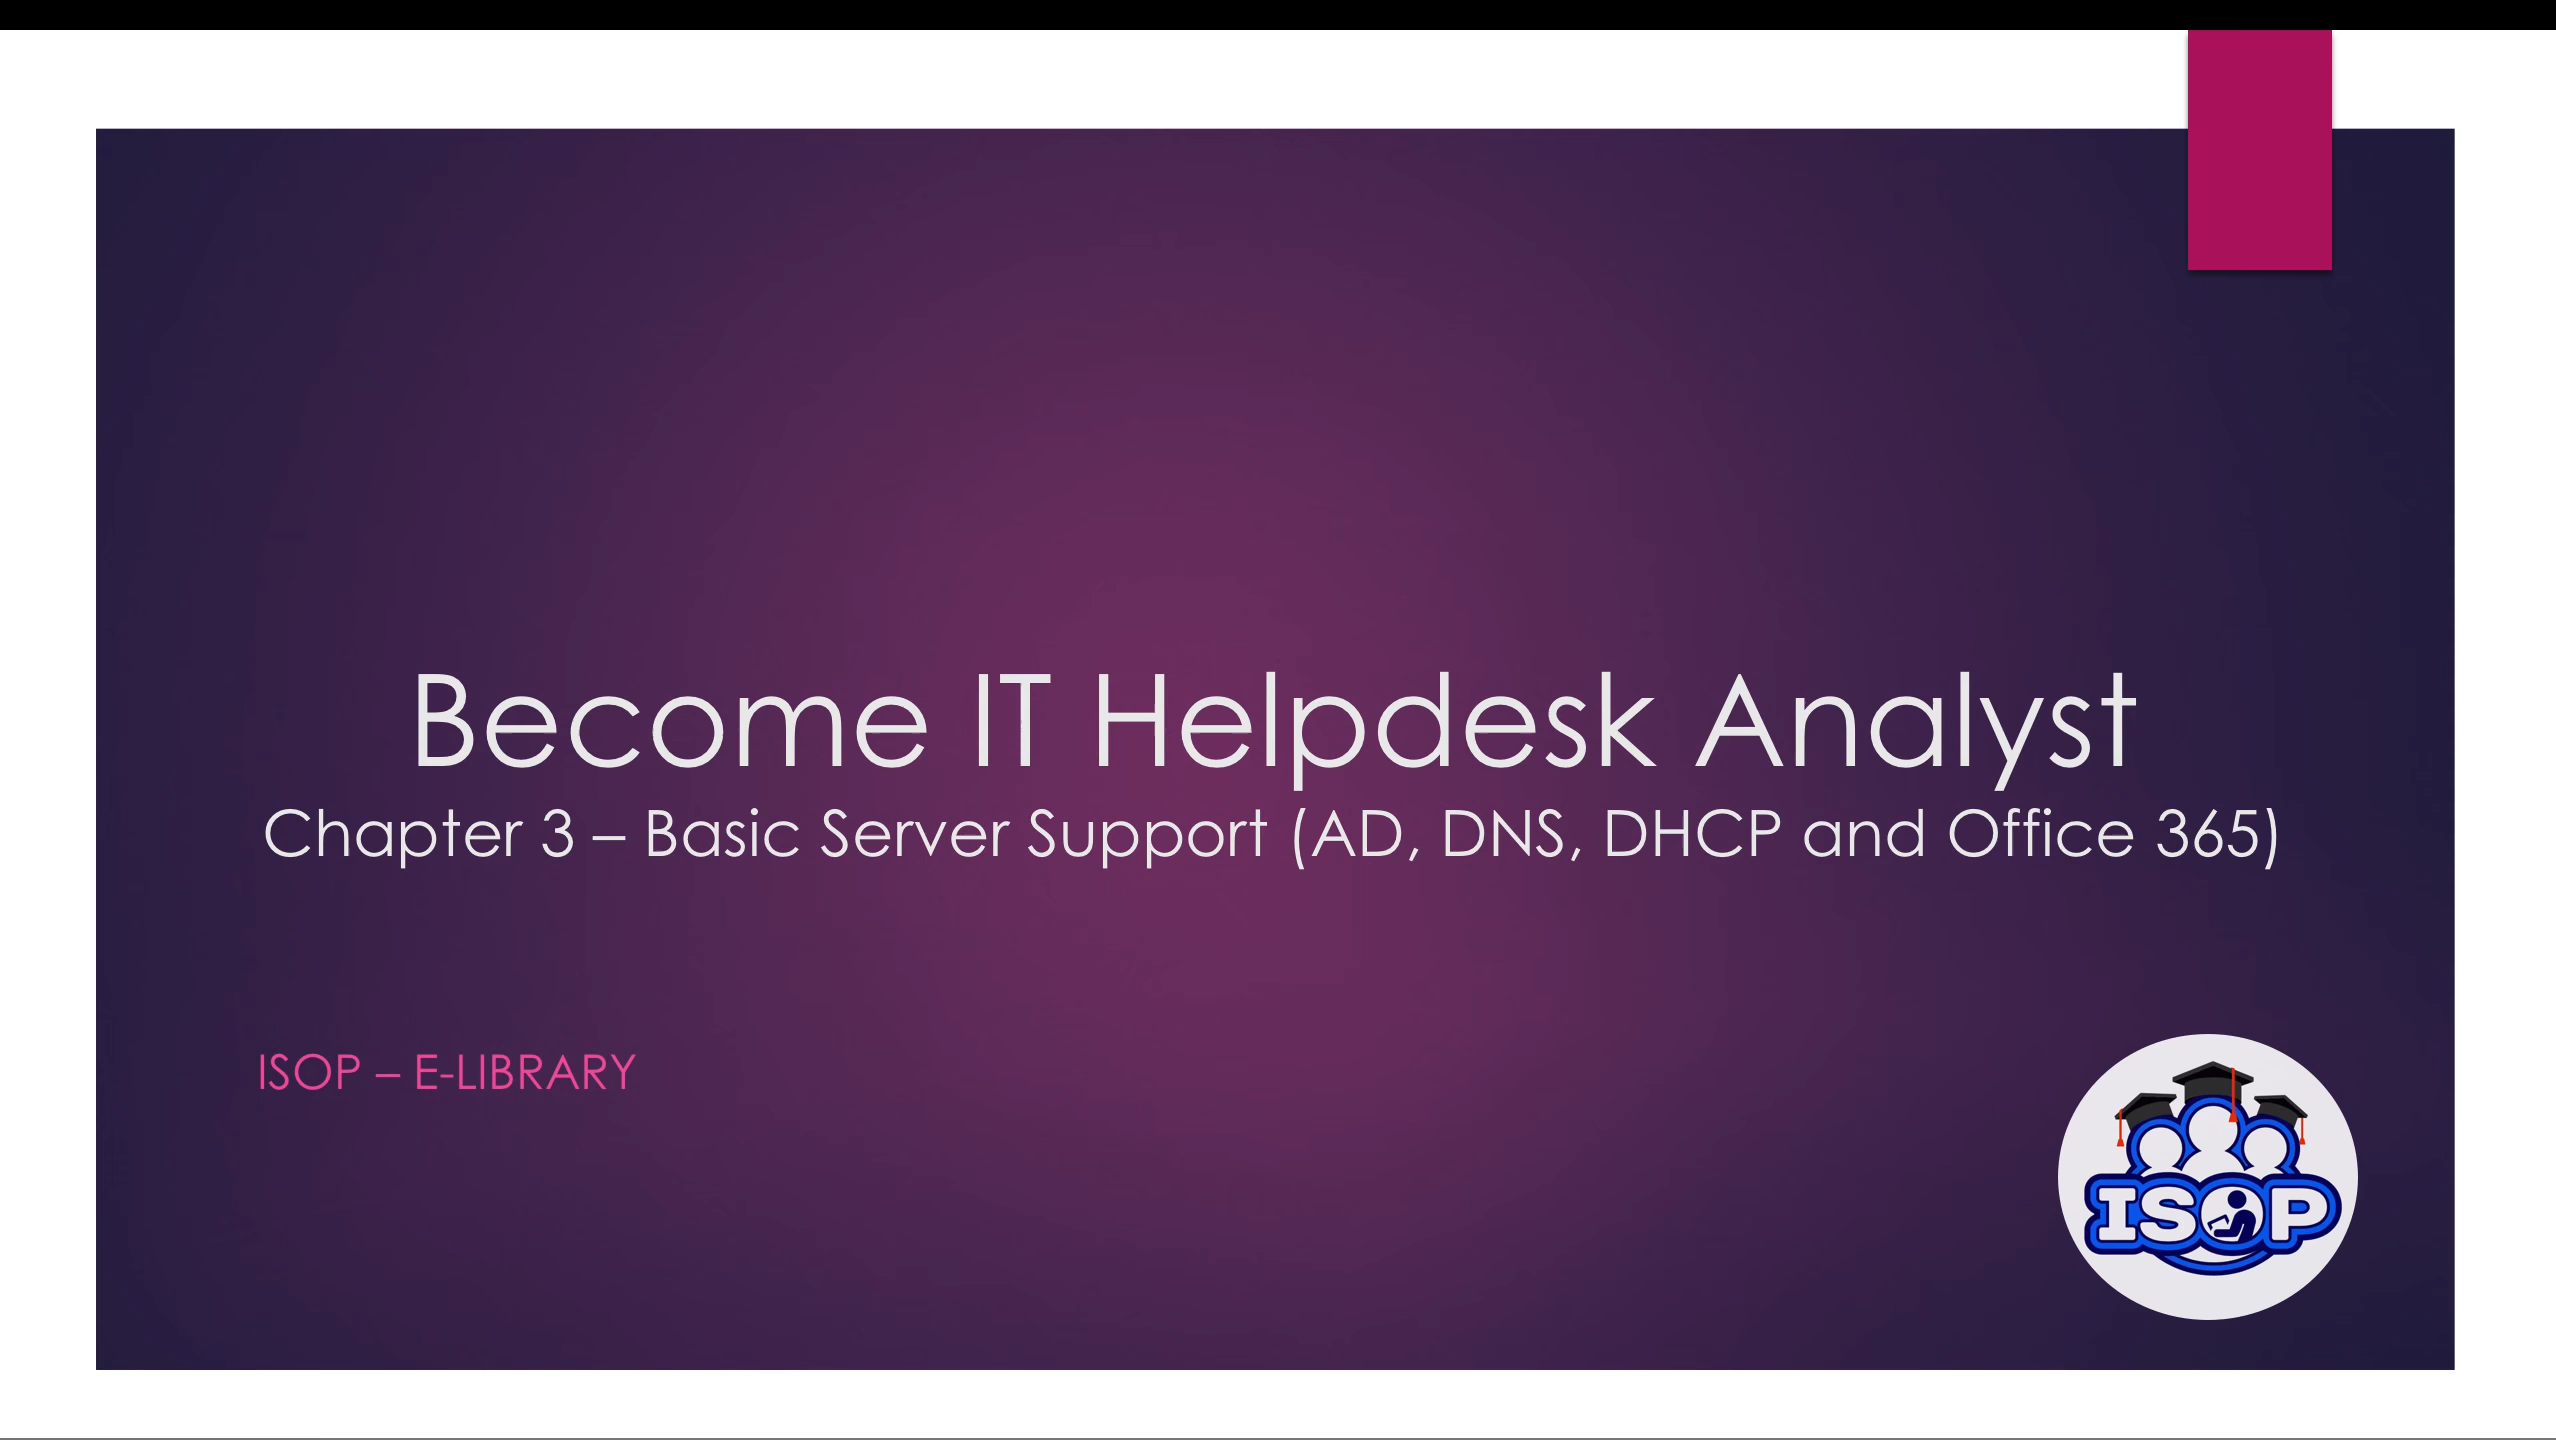 Become IT Helpdesk Analyst
Chapter 3 – Basic Server Support (AD, DNS, DHCP and Office 365)
ISOP – E-LIBRARY
ISOP